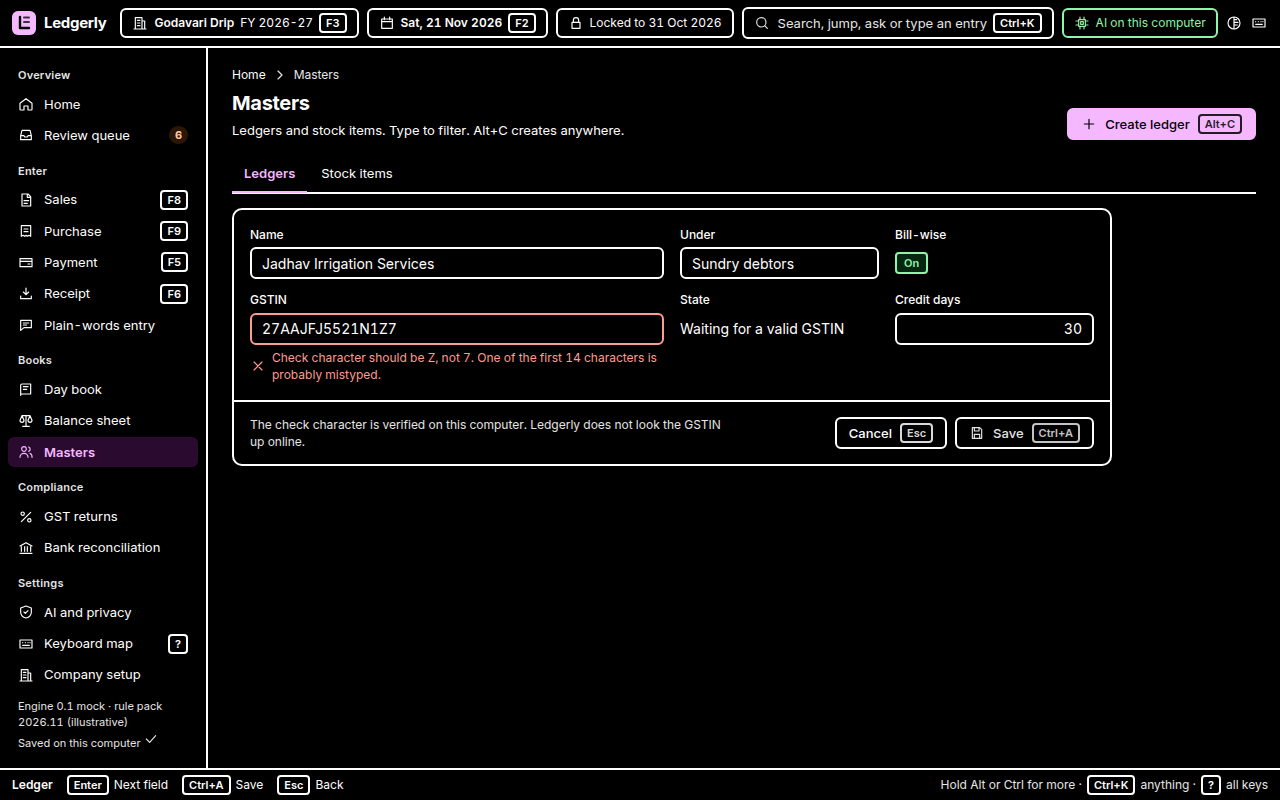 Ledgerly
Godavari Drip FY 2026-27 F3
Sat, 21 Nov 2026 F2
Locked to 31 Oct 2026
Search, jump, ask or type an entry Ctrl+K
AI on this computer
Overview
Home
Review queue 6
Enter
Sales F8
Purchase F9
Payment F5
Receipt F6
Plain-words entry
Books
Day book
Balance sheet
Masters
Compliance
GST returns
Bank reconciliation
Settings
AI and privacy
Keyboard map ?
Company setup
Engine 0.1 mock · rule pack
2026.11 (illustrative)
Saved on this computer
Home Masters
Masters
Ledgers and stock items. Type to filter. Alt+C creates anywhere.
Create ledger Alt+C
Ledgers Stock items
Name Under Bill-wise
Jadhav Irrigation Services Sundry debtors On
GSTIN State Credit days
27AAJFJ5521N1Z7 Waiting for a valid GSTIN 30
Check character should be Z, not 7. One of the first 14 characters is
probably mistyped.
The check character is verified on this computer. Ledgerly does not look the GSTIN
up online.
Cancel Esc Save Ctrl+A
Ledger Enter Next field Ctrl+A Save Esc Back
Hold Alt or Ctrl for more · Ctrl+K anything · ? all keys